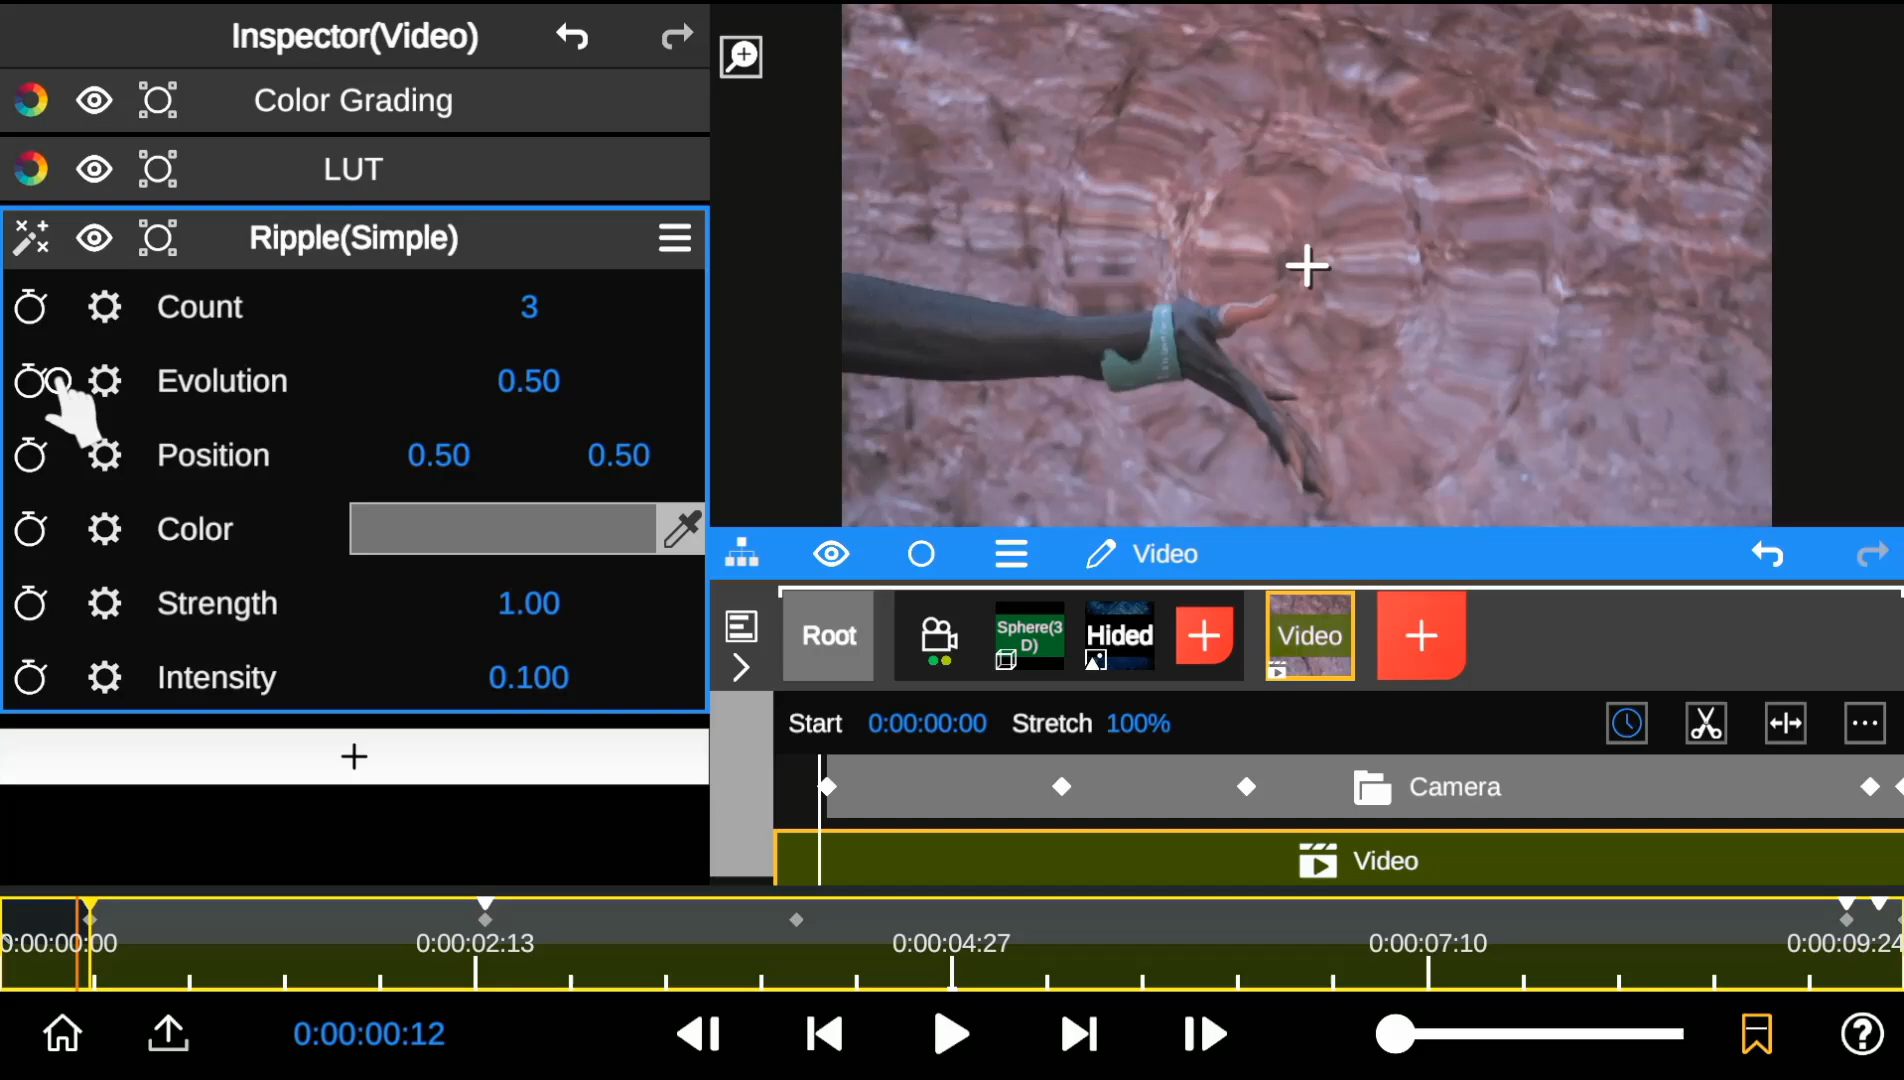 Inspector(Video)
Color Grading
LUT
Ripple(Simple)
Count 3
Evolution 0.50
Position 0.50 0.50
Color
Strength 1.00
Intensity 0.100
+
Video
Root
Sphere(3
D)
Hided
+
Video
+
Start 0:00:00:00 Stretch 100%
Camera
Video
0:00:00:00 0:00:02:13 0:00:04:27 0:00:07:10 0:00:09:24
0:00:00:12